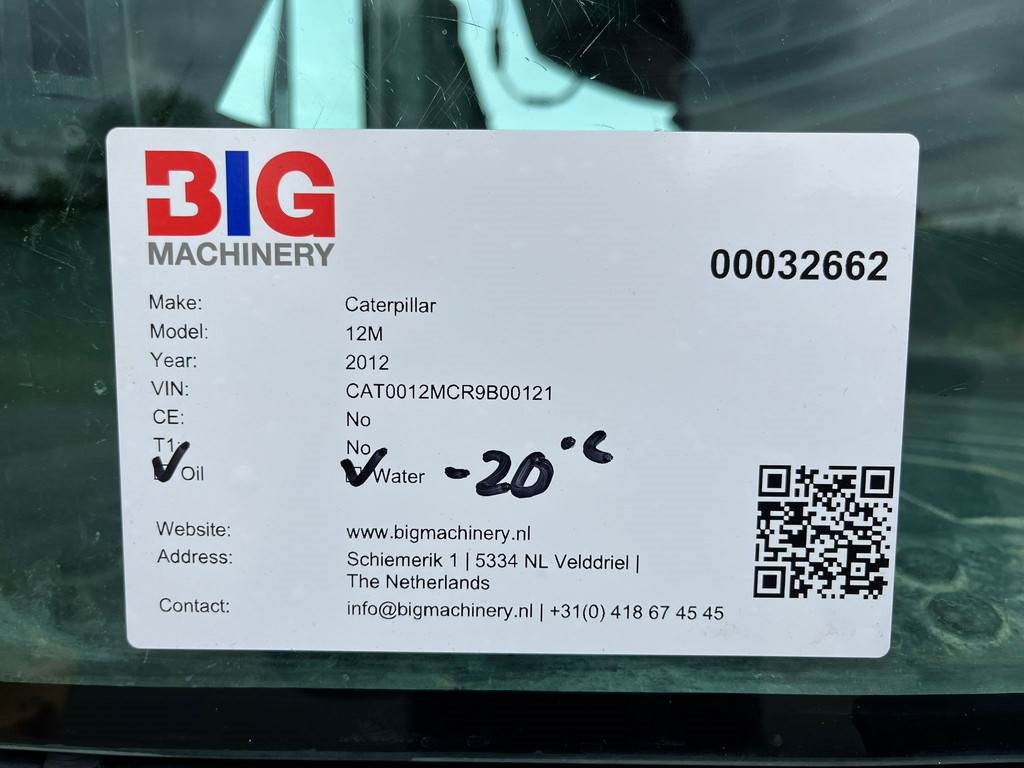 BIG
MACHINERY
00032662
Make: Caterpillar
Model: 12M
Year: 2012
VIN: CAT0012MCR9B00121
CE: No
T1: No
Oil Water -20°C
Website: www.bigmachinery.nl
Address: Schiemerik 1 | 5334 NL Velddriel |
The Netherlands
Contact: info@bigmachinery.nl | +31(0) 418 67 45 45